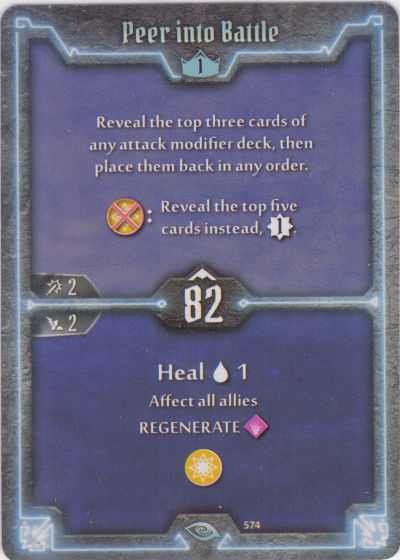 Peer into Battle
1
Reveal the top three cards of
any attack modifier deck, then
place them back in any order.
: Reveal the top five
cards instead, 1.
2
82
2
Heal 1
Affect all allies
REGENERATE
574